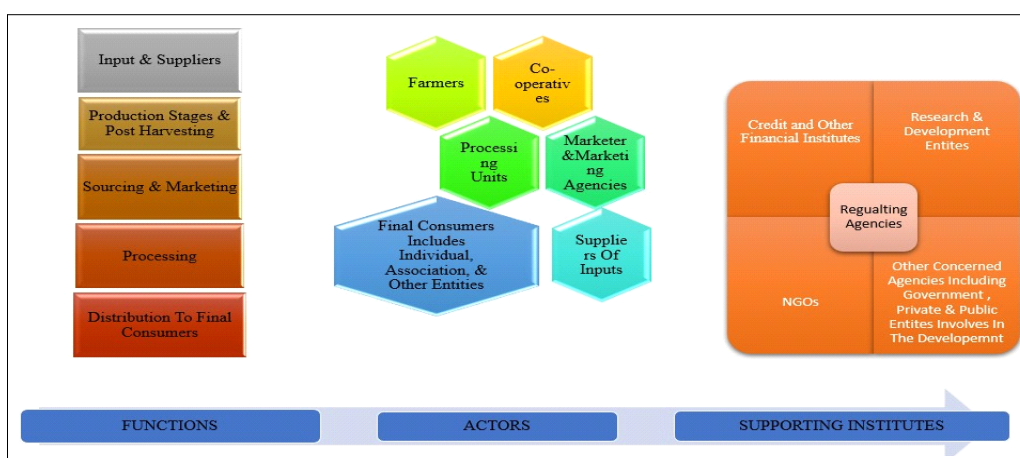 Input & Suppliers
Production Stages &
Post Harvesting
Sourcing & Marketing
Processing
Distribution To Final
Consumers
Farmers
Co-
operativ
es
Processi
ng
Units
Marketer
&Marketi
ng
Agencies
Final Consumers
Includes
Individual,
Association, &
Other Entities
Supplie
rs Of
Inputs
Credit and Other
Financial Institutes
Research &
Development
Entites
Regualting
Agencies
NGOs
Other Concerned
Agencies Including
Government ,
Private & Public
Entites Involves In
The Developemnt
FUNCTIONS
ACTORS
SUPPORTING INSTITUTES